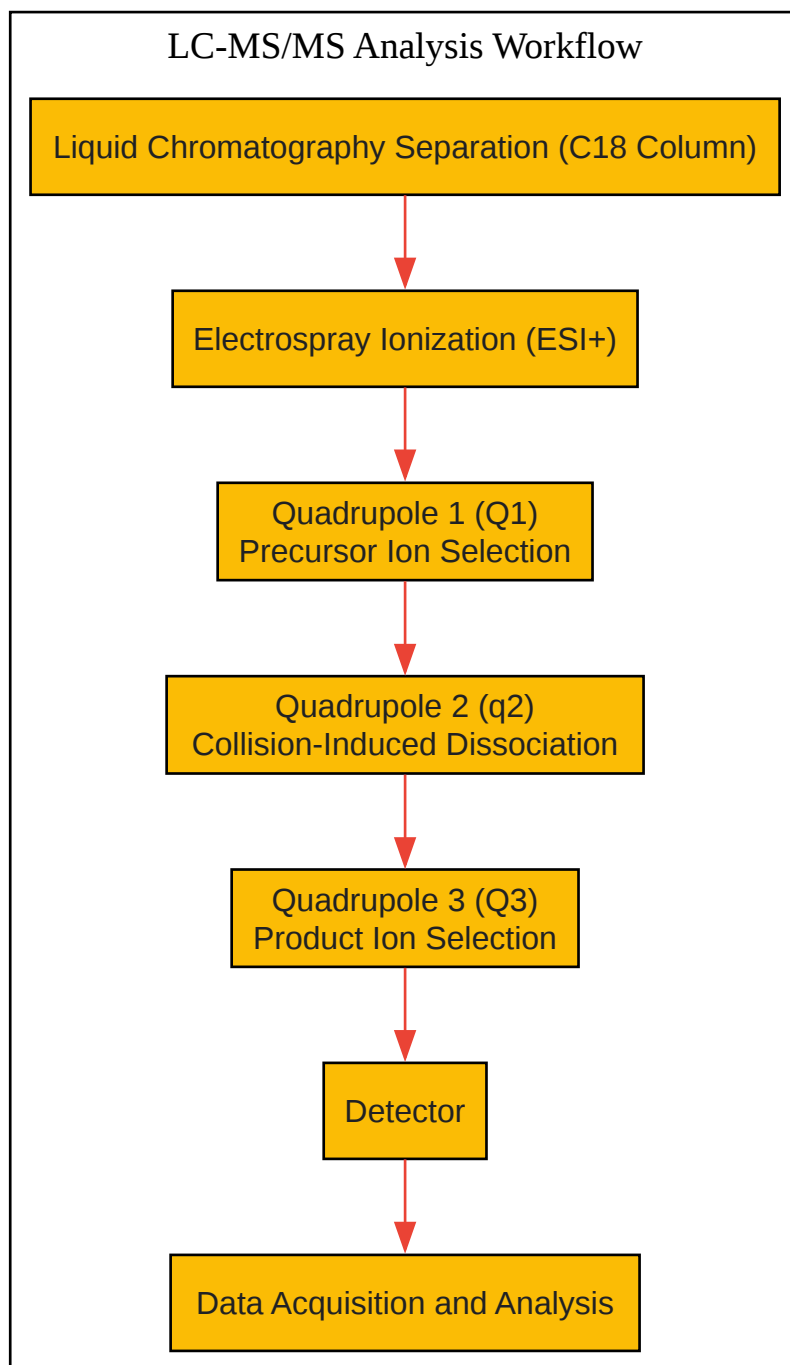 LC-MS/MS Analysis Workflow
Liquid Chromatography Separation (C18 Column)
Electrospray Ionization (ESI+)
Quadrupole 1 (Q1)
Precursor Ion Selection
Quadrupole 2 (q2)
Collision-Induced Dissociation
Quadrupole 3 (Q3)
Product Ion Selection
Detector
Data Acquisition and Analysis